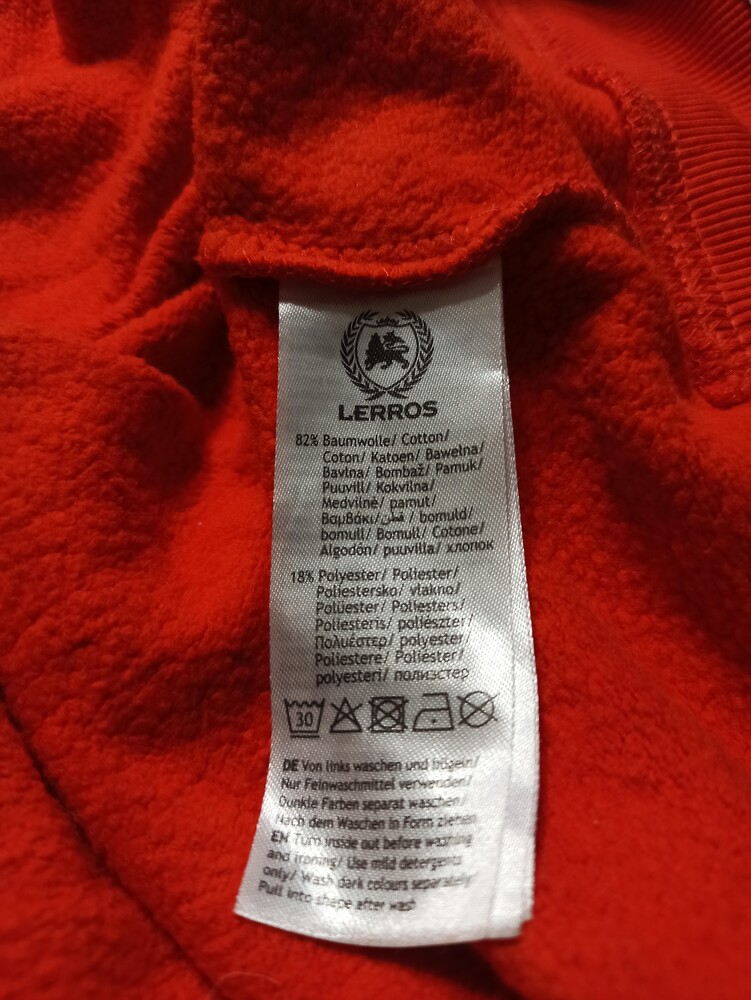 LERROS
82% Baumwolle/ Cotton/
Coton/ Katoen/ Bawełna/
Bavlna/ Bombaž/ Pamuk/
Puuvill/ Kokvilna/
Medvilnė/ pamut/
Βαμβάκι/ قطن / bomuld/
bomull/ Bomull/ Cotone/
Algodón/ puuvilla/ хлопок
18% Polyester/ Poliester/
Poliestersko/ vlakno/
Polüester/ Poliesters/
Poliesteris/ poliészter/
Πολυέστερ/ polyester/
Poliestere/ Poliéster/
polyesteri/ полиэстер
30
DE Von links waschen und bügeln/
Nur Feinwaschmittel verwenden/
Dunkle Farben separat waschen/
Nach dem Waschen in Form ziehen
EN Turn inside out before washing
and ironing/ Use mild detergents
only/ Wash dark colours separately/
Pull into shape after wash